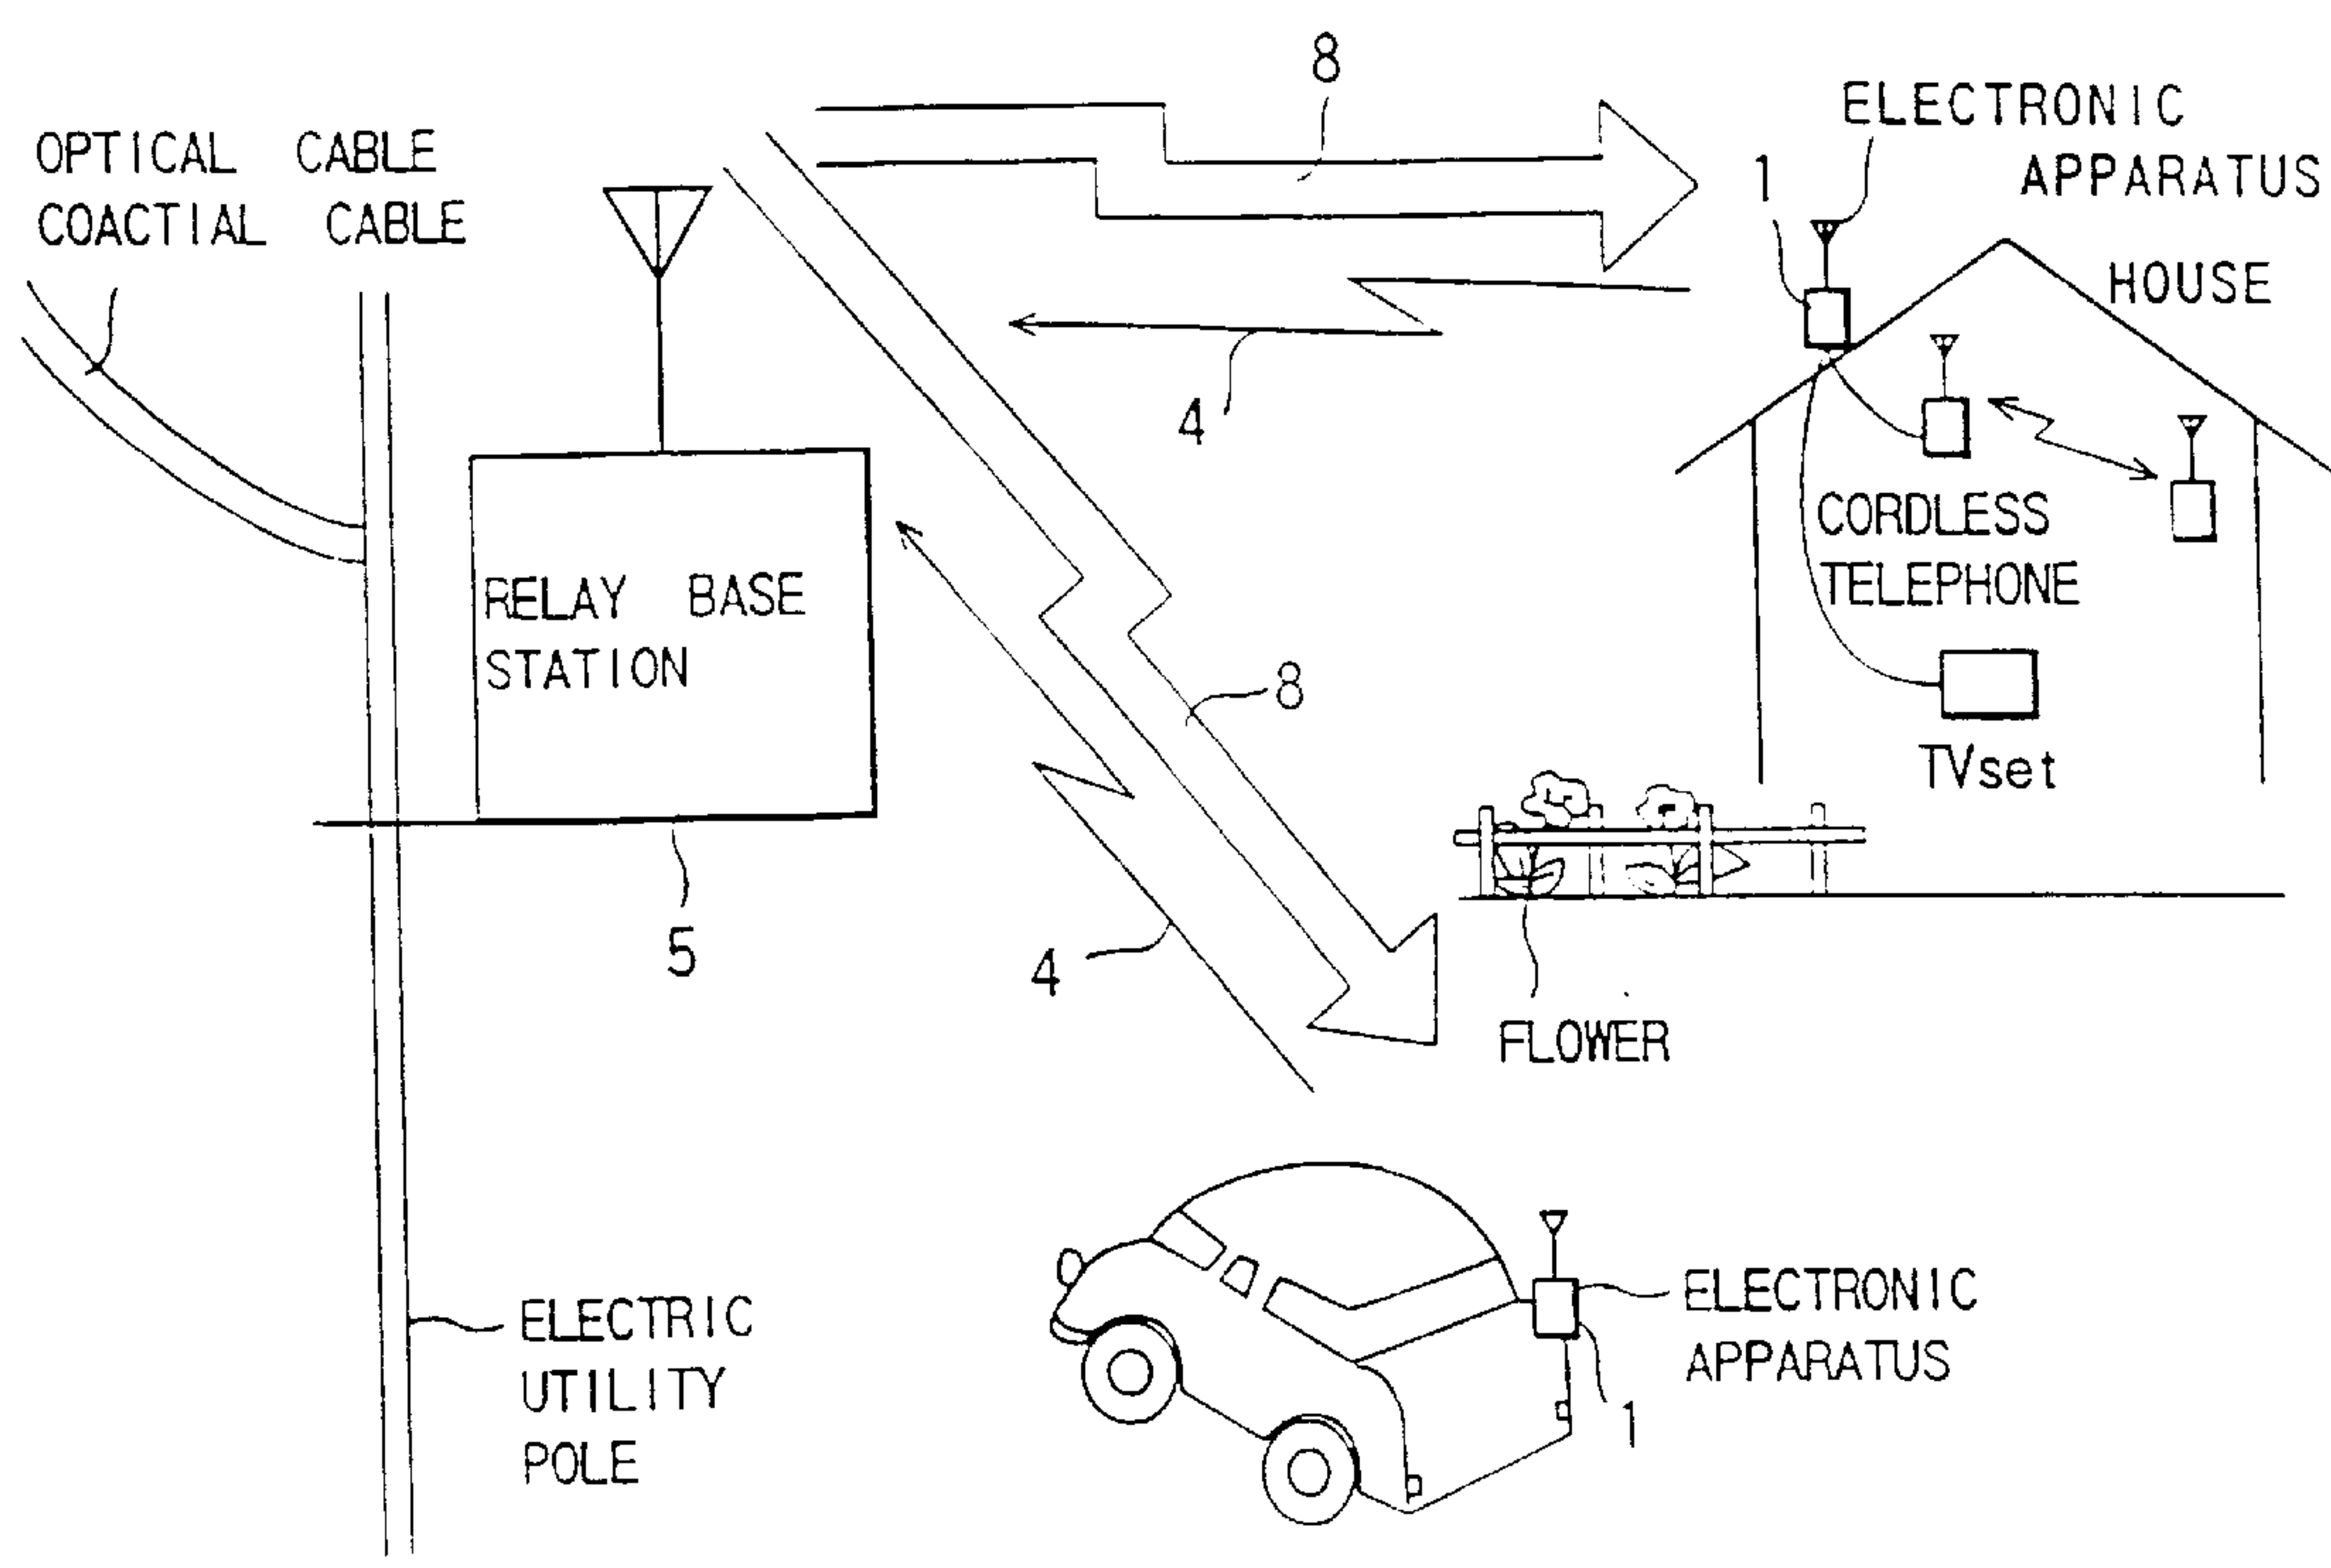 8
ELECTRONIC
APPARATUS
OPTICAL CABLE
COACTIAL CABLE
1
HOUSE
4
CORDLESS
TELEPHONE
RELAY BASE
STATION
8
TVset
5
4
FLOWER
ELECTRIC
UTILITY
POLE
ELECTRONIC
APPARATUS
1